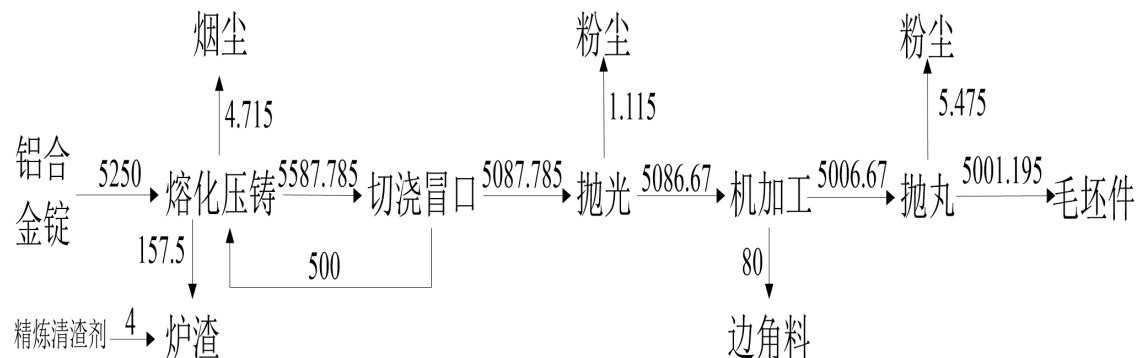 烟尘
粉尘
粉尘
4.715
1.115
5.475
铝合
金锭
5250
熔化压铸
5587.785
切浇冒口
5087.785
抛光
5086.67
机加工
5006.67
抛丸
5001.195
毛坯件
157.5
500
80
精炼清渣剂
4
炉渣
边角料